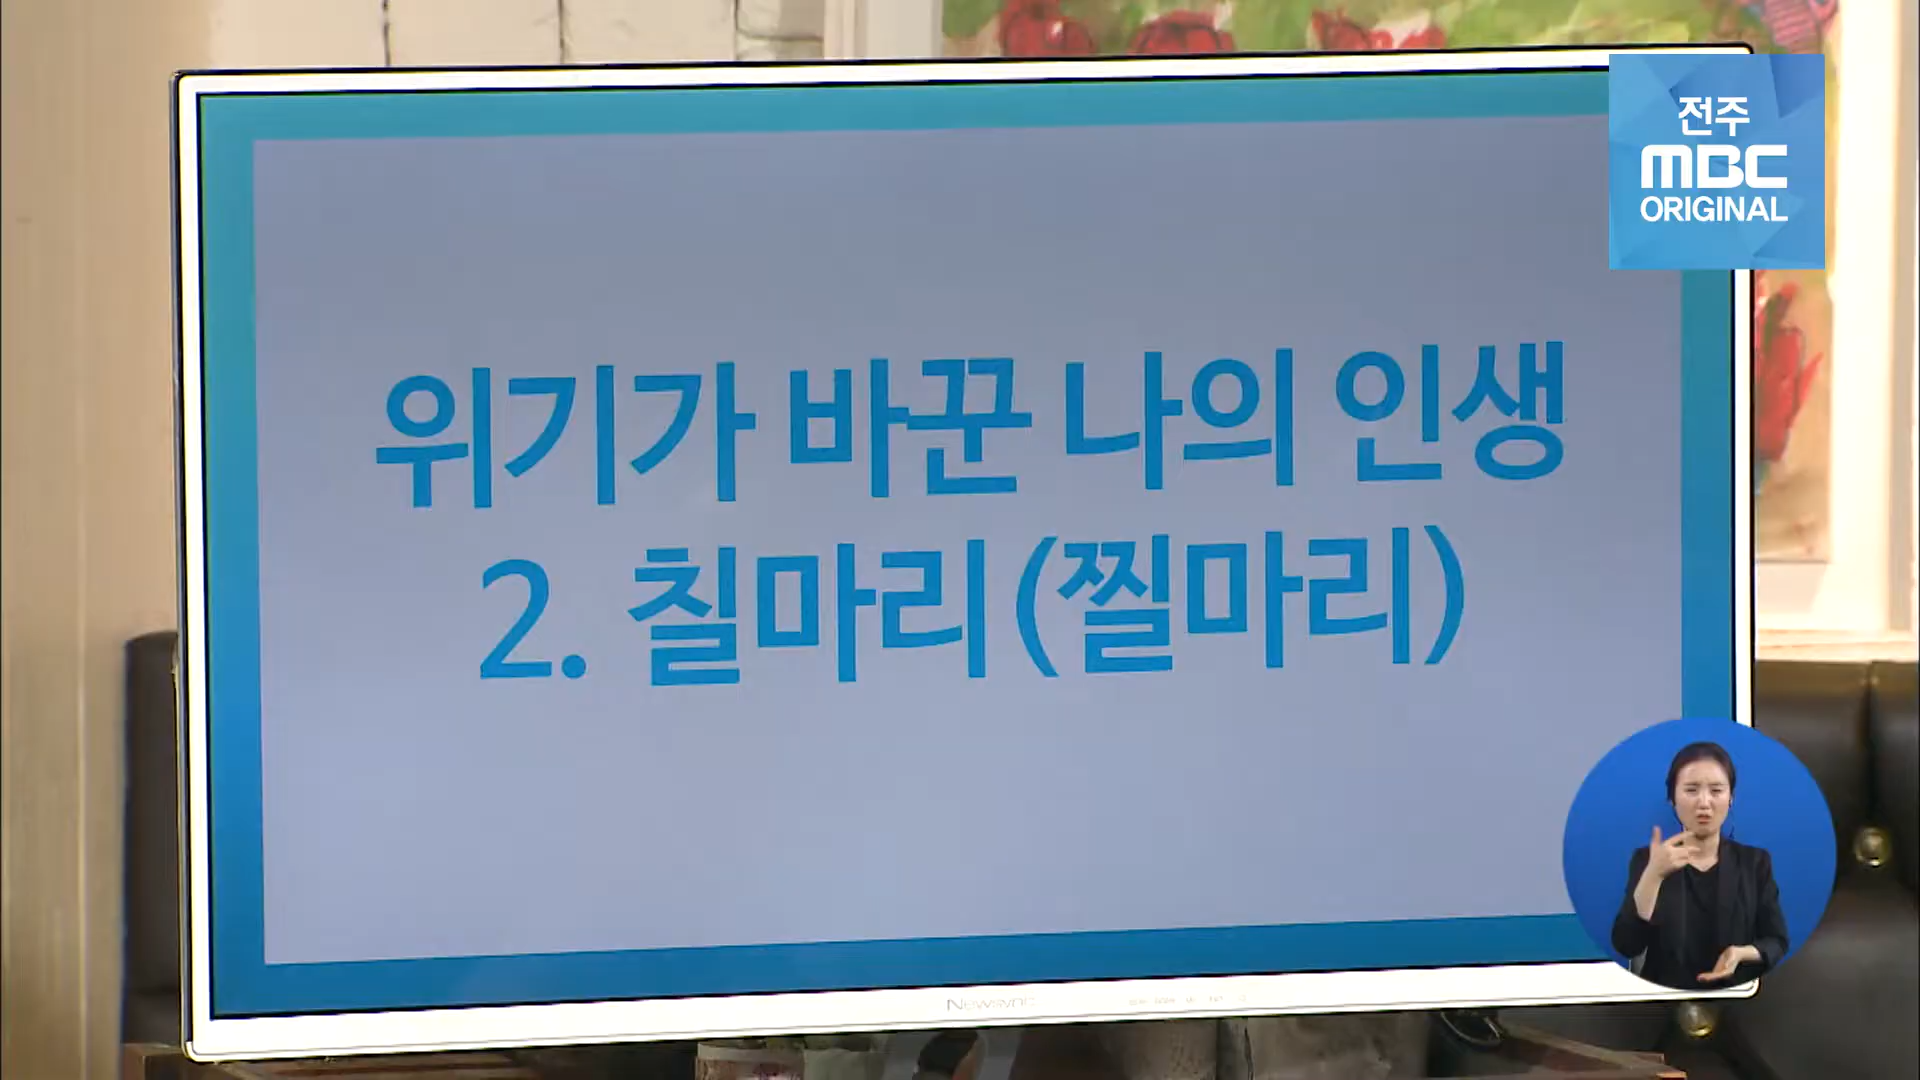 전주
MBC
ORIGINAL
위기가 바꾼 나의 인생
2. 칠마리(찔마리)
Newsync